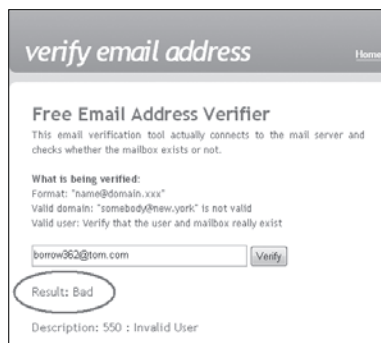 verify email address
Home
Free Email Address Verifier
This email verification tool actually connects to the mail server and
checks whether the mailbox exists or not.
What is being verified:
Format: "name@domain.xxx"
Valid domain: "somebody@new.york" is not valid
Valid user: Verify that the user and mailbox really exist
borrow362@tom.com
Verify
Result: Bad
Description: 550 : Invalid User